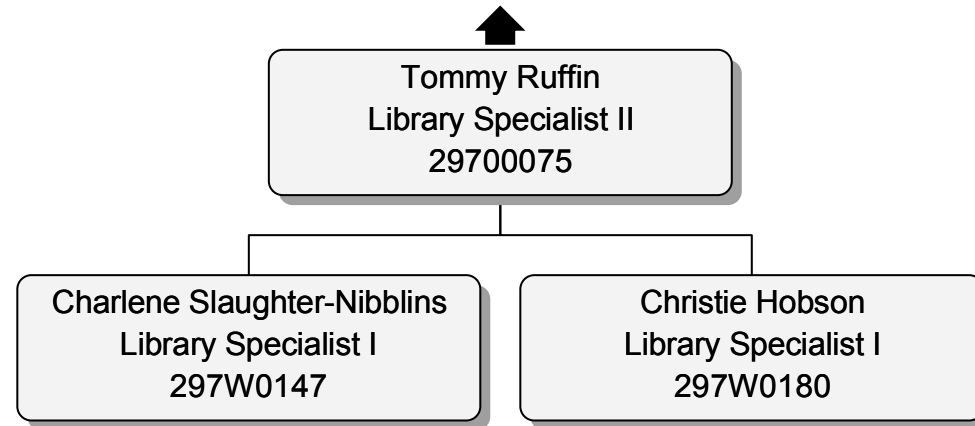 Tommy Ruffin
Library Specialist II
29700075
Charlene Slaughter-Nibblins
Library Specialist I
297W0147
Christie Hobson
Library Specialist I
297W0180